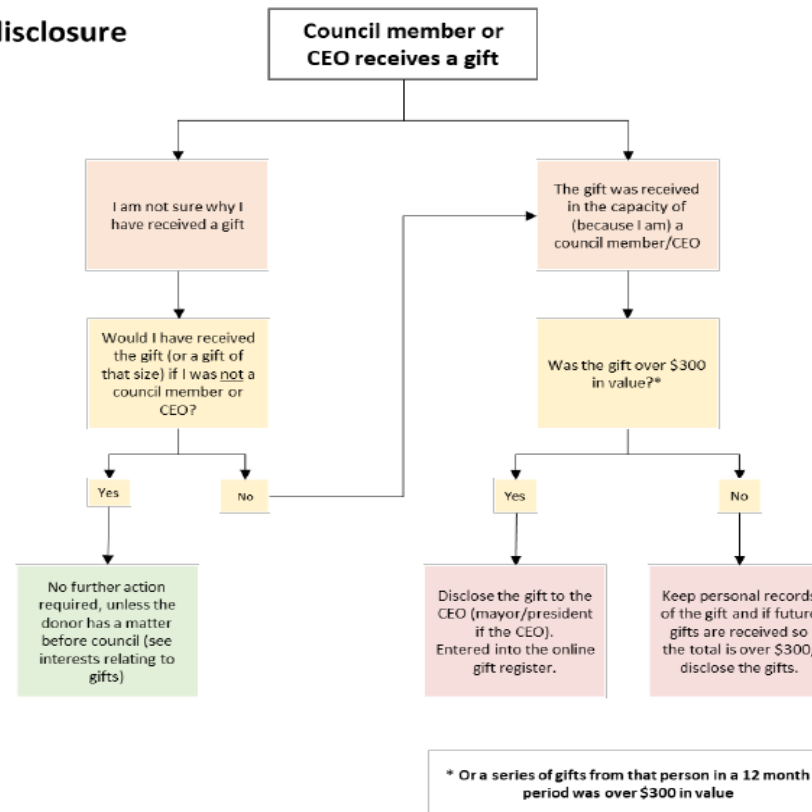 disclosure
Council member or
CEO receives a gift
I am not sure why I
have received a gift
The gift was received
in the capacity of
(because I am) a
council member/CEO
Would I have received
the gift (or a gift of
that size) if I was not a
council member or
CEO?
Was the gift over $300
in value?*
Yes
No
Yes
No
No further action
required, unless the
donor has a matter
before council (see
interests relating to
gifts)
Disclose the gift to the
CEO (mayor/president
if the CEO).
Entered into the online
gift register.
Keep personal records
of the gift and if future
gifts are received so
the total is over $300,
disclose the gifts.
* Or a series of gifts from that person in a 12 month
period was over $300 in value